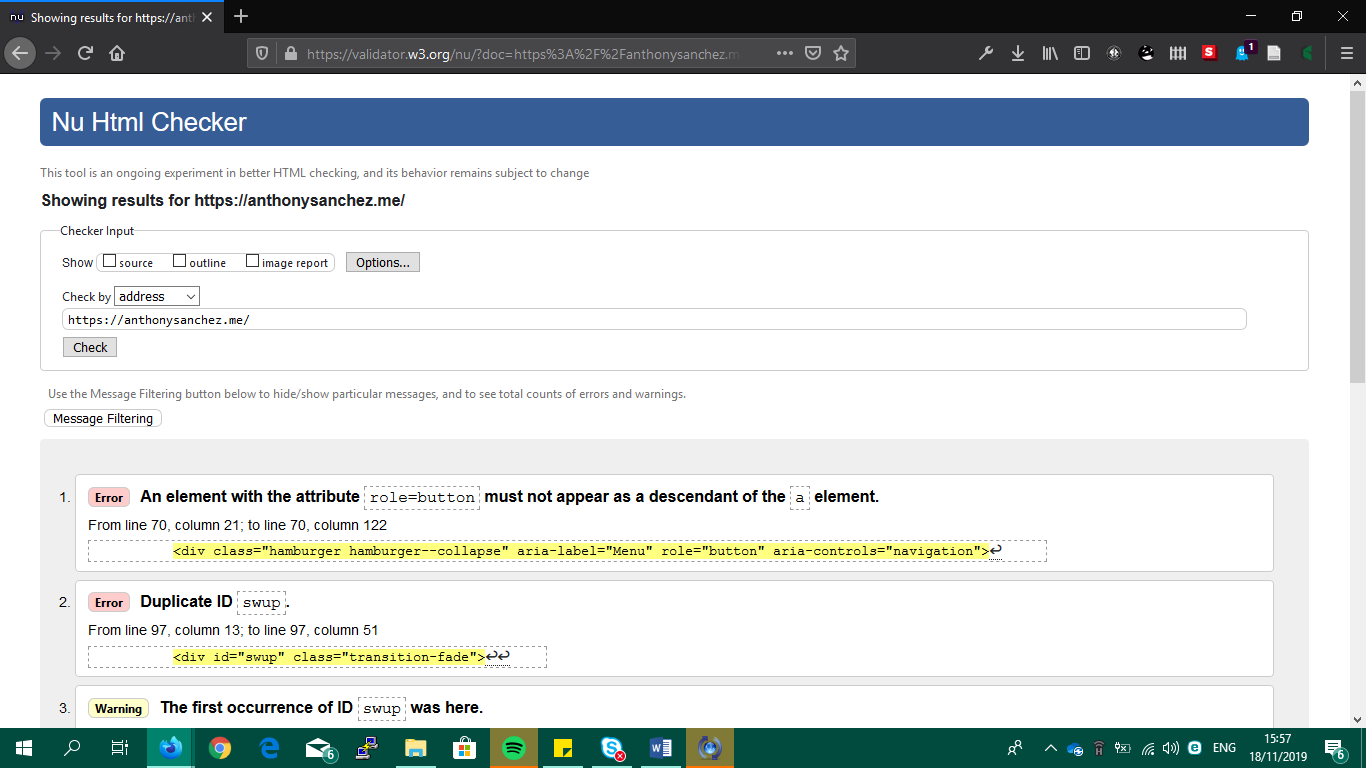 nu Showing results for https://ant
https://validator.w3.org/nu/?doc=https%3A%2F%2Fanthonysanchez.m
S
1
Nu Html Checker
This tool is an ongoing experiment in better HTML checking, and its behavior remains subject to change
Showing results for https://anthonysanchez.me/
Checker Input
Show source outline image report Options...
Check by address
https://anthonysanchez.me/
Check
Use the Message Filtering button below to hide/show particular messages, and to see total counts of errors and warnings.
Message Filtering
1. Error An element with the attribute role=button must not appear as a descendant of the a element.
From line 70, column 21; to line 70, column 122
<div class="hamburger hamburger--collapse" aria-label="Menu" role="button" aria-controls="navigation">↩
2. Error Duplicate ID swup.
From line 97, column 13; to line 97, column 51
<div id="swup" class="transition-fade">↩↩
3. Warning The first occurrence of ID swup was here.
6
ENG
15:57
18/11/2019
6